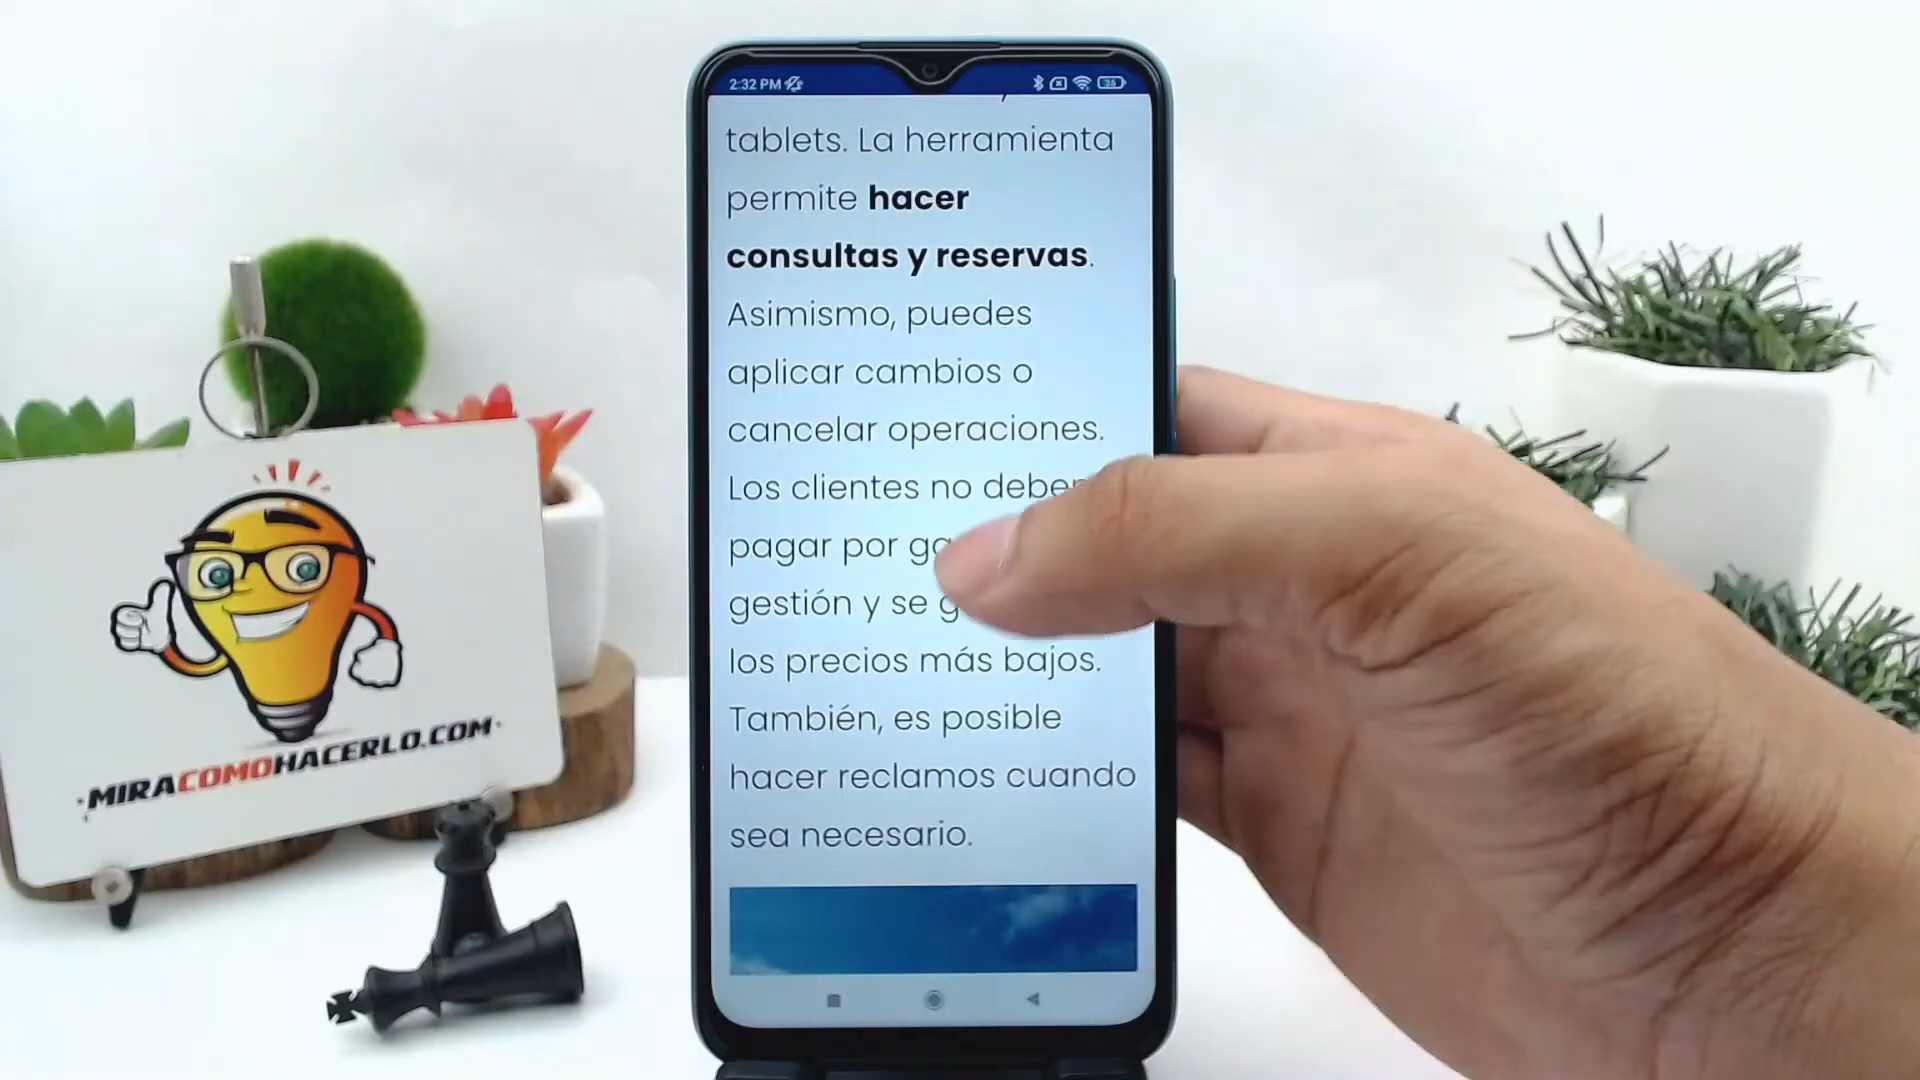 2:32 PM
35
tablets. La herramienta
permite hacer
consultas y reservas.
Asimismo, puedes
aplicar cambios o
cancelar operaciones.
Los clientes no deben
pagar por
gestión y se
los precios más bajos.
También, es posible
hacer reclamos cuando
sea necesario.
·MIRACOMOHACERLO.COM·